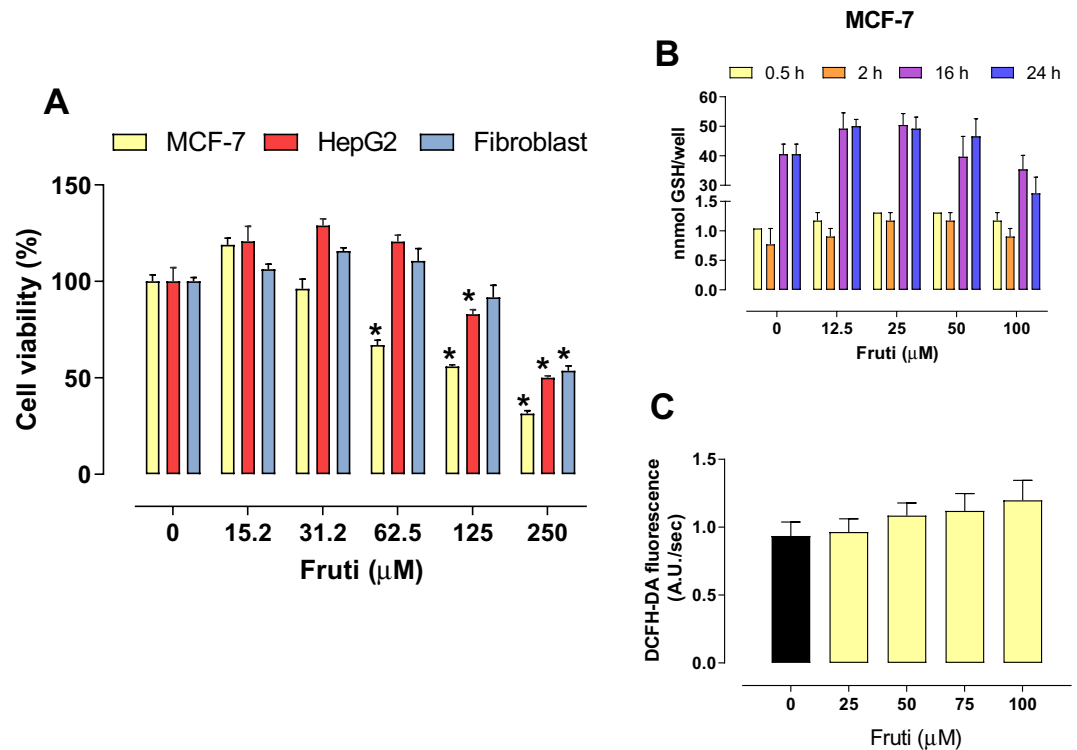 A
MCF-7 HepG2 Fibroblast
Cell viability (%)
150
100
50
0
*
*
*
*
*
*
0 15.2 31.2 62.5 125 250
Fruti (μM)
MCF-7
B
0.5 h 2 h 16 h 24 h
nnmol GSH/well
60
50
40
30
1.5
1.0
0.5
0.0
0 12.5 25 50 100
Fruti (μM)
C
DCFH-DA fluorescence
(A.U./sec)
1.5
1.0
0.5
0.0
0 25 50 75 100
Fruti (μM)